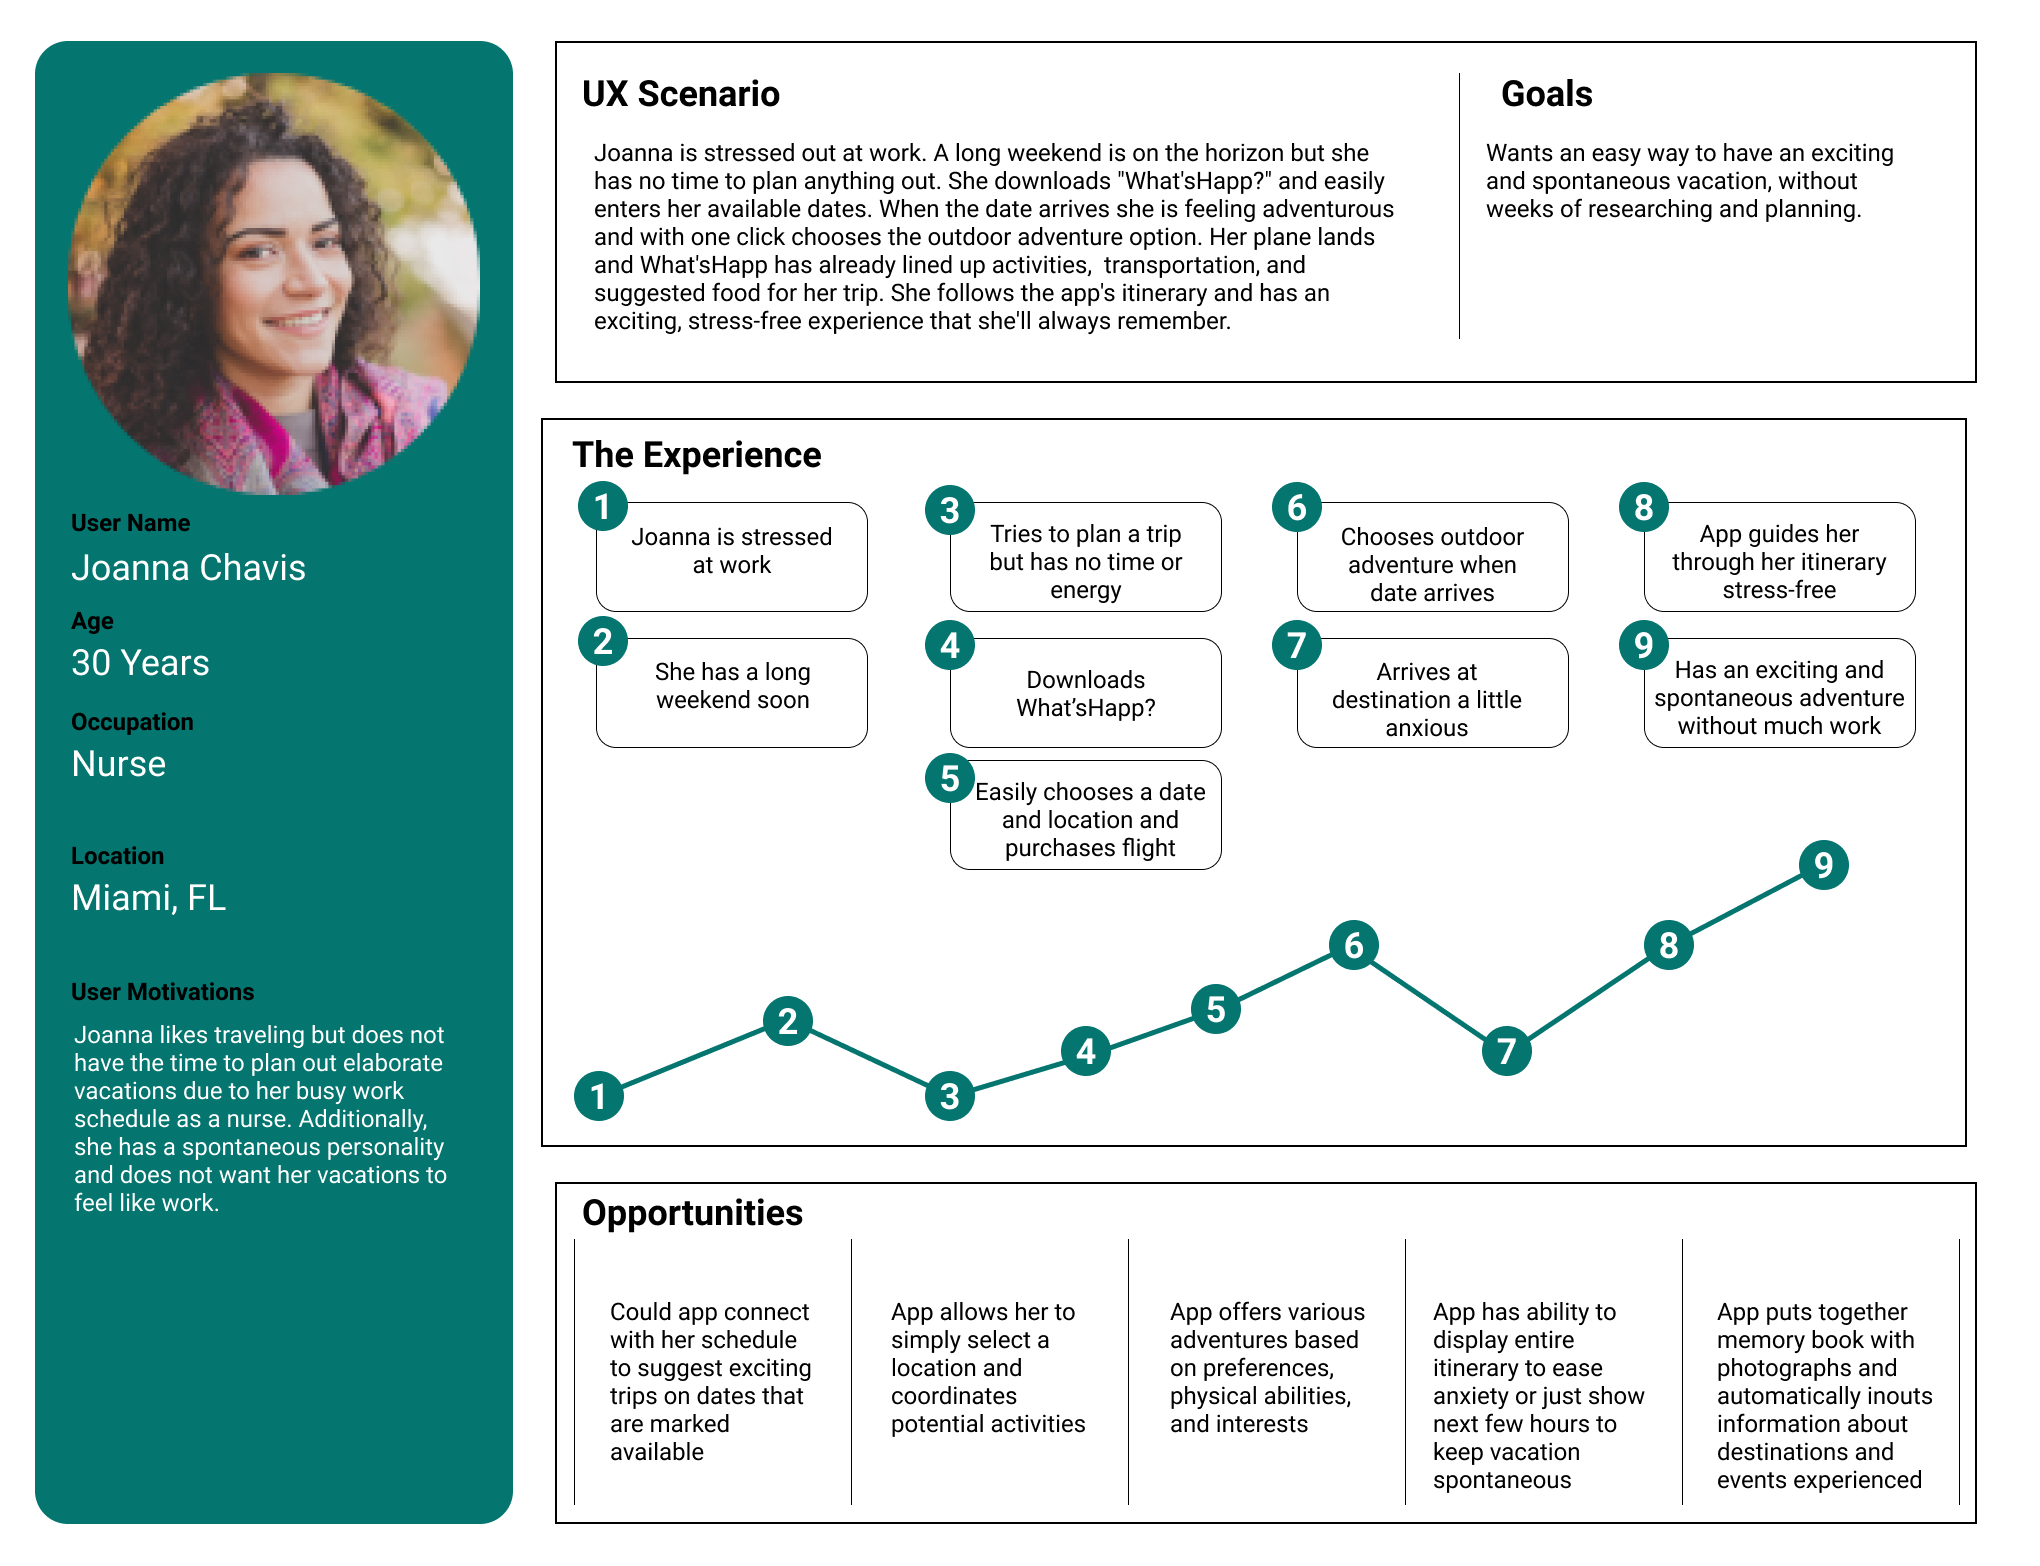 User Name
Joanna Chavis
Age
30 Years
Occupation
Nurse
Location
Miami, FL
User Motivations
Joanna likes traveling but does not
have the time to plan out elaborate
vacations due to her busy work
schedule as a nurse. Additionally,
she has a spontaneous personality
and does not want her vacations to
feel like work.
UX Scenario
Joanna is stressed out at work. A long weekend is on the horizon but she
has no time to plan anything out. She downloads "What'sHapp?" and easily
enters her available dates. When the date arrives she is feeling adventurous
and with one click chooses the outdoor adventure option. Her plane lands
and What'sHapp has already lined up activities,  transportation, and
suggested food for her trip. She follows the app's itinerary and has an
exciting, stress-free experience that she'll always remember.
Goals
Wants an easy way to have an exciting
and spontaneous vacation, without
weeks of researching and planning.
The Experience
1
Joanna is stressed
at work
2
She has a long
weekend soon
3
Tries to plan a trip
but has no time or
energy
4
Downloads
What’sHapp?
5
Easily chooses a date
and location and
purchases flight
6
Chooses outdoor
adventure when
date arrives
7
Arrives at
destination a little
anxious
8
App guides her
through her itinerary
stress-free
9
Has an exciting and
spontaneous adventure
without much work
1
2
3
4
5
6
7
8
9
Opportunities
Could app connect
with her schedule
to suggest exciting
trips on dates that
are marked
available
App allows her to
simply select a
location and
coordinates
potential activities
App offers various
adventures based
on preferences,
physical abilities,
and interests
App has ability to
display entire
itinerary to ease
anxiety or just show
next few hours to
keep vacation
spontaneous
App puts together
memory book with
photographs and
automatically inouts
information about
destinations and
events experienced